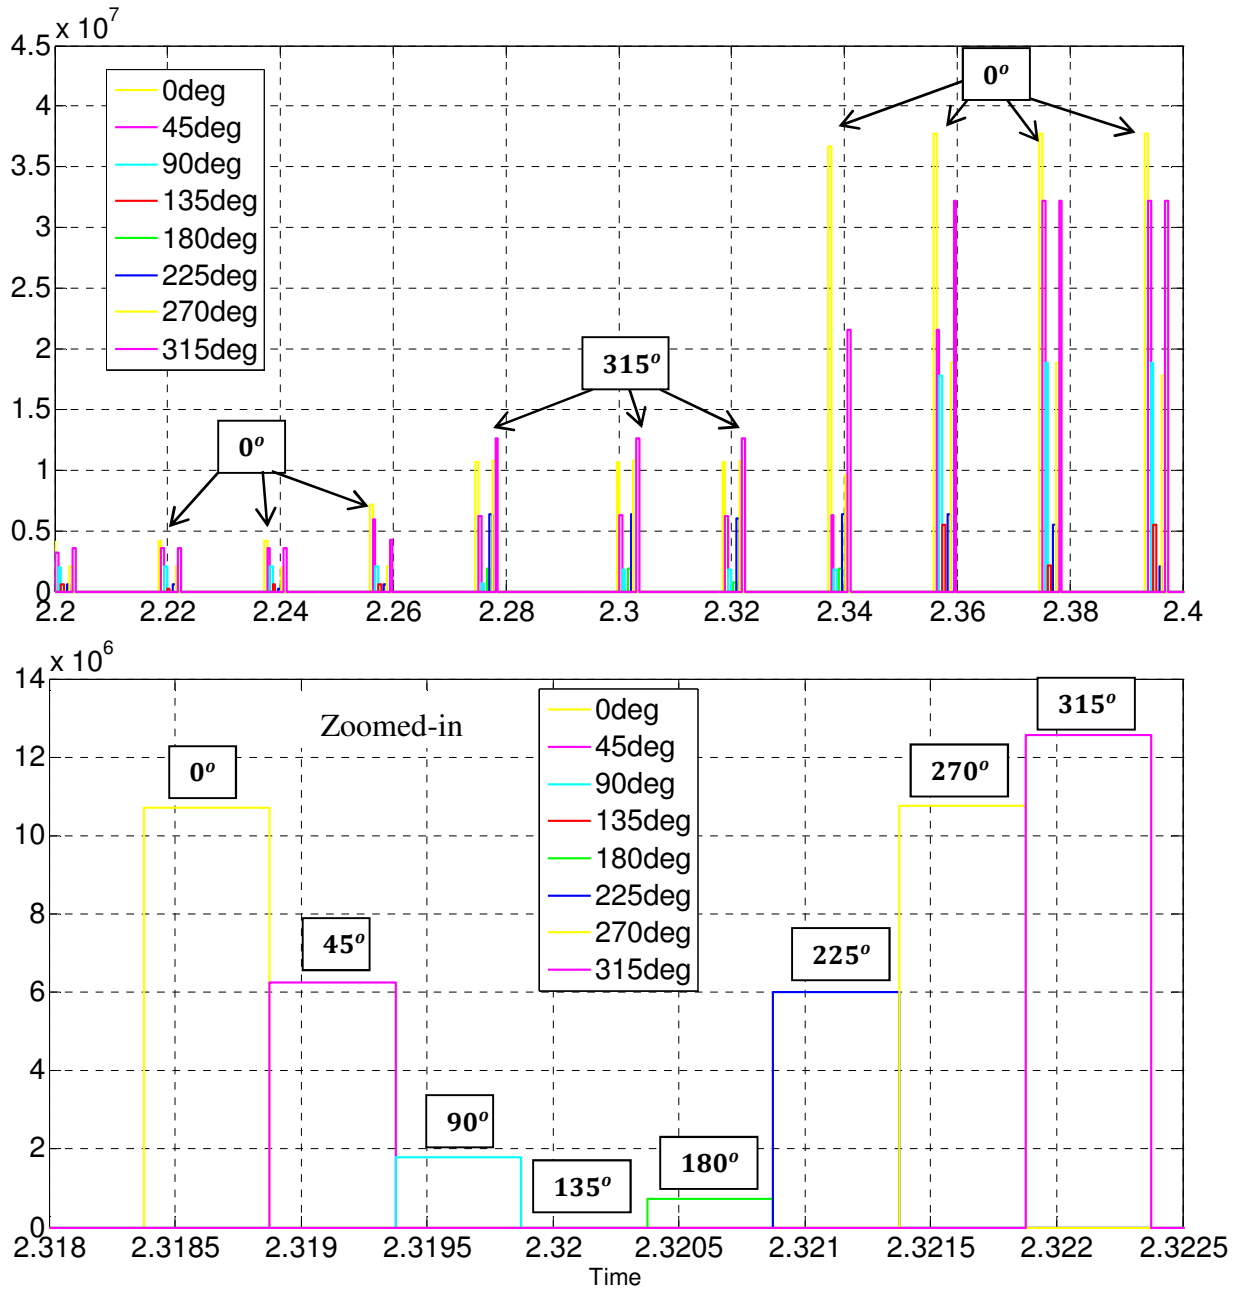 x 10^7
4.5
4
3.5
3
2.5
2
1.5
1
0.5
0
0deg
45deg
90deg
135deg
180deg
225deg
270deg
315deg
0^o
315^o
0^o
2.2 2.22 2.24 2.26 2.28 2.3 2.32 2.34 2.36 2.38 2.4
x 10^6
14
12
10
8
6
4
2
0
Zoomed-in
0deg
45deg
90deg
135deg
180deg
225deg
270deg
315deg
0^o
45^o
90^o
135^o
180^o
225^o
270^o
315^o
2.318 2.3185 2.319 2.3195 2.32 2.3205 2.321 2.3215 2.322 2.3225
Time